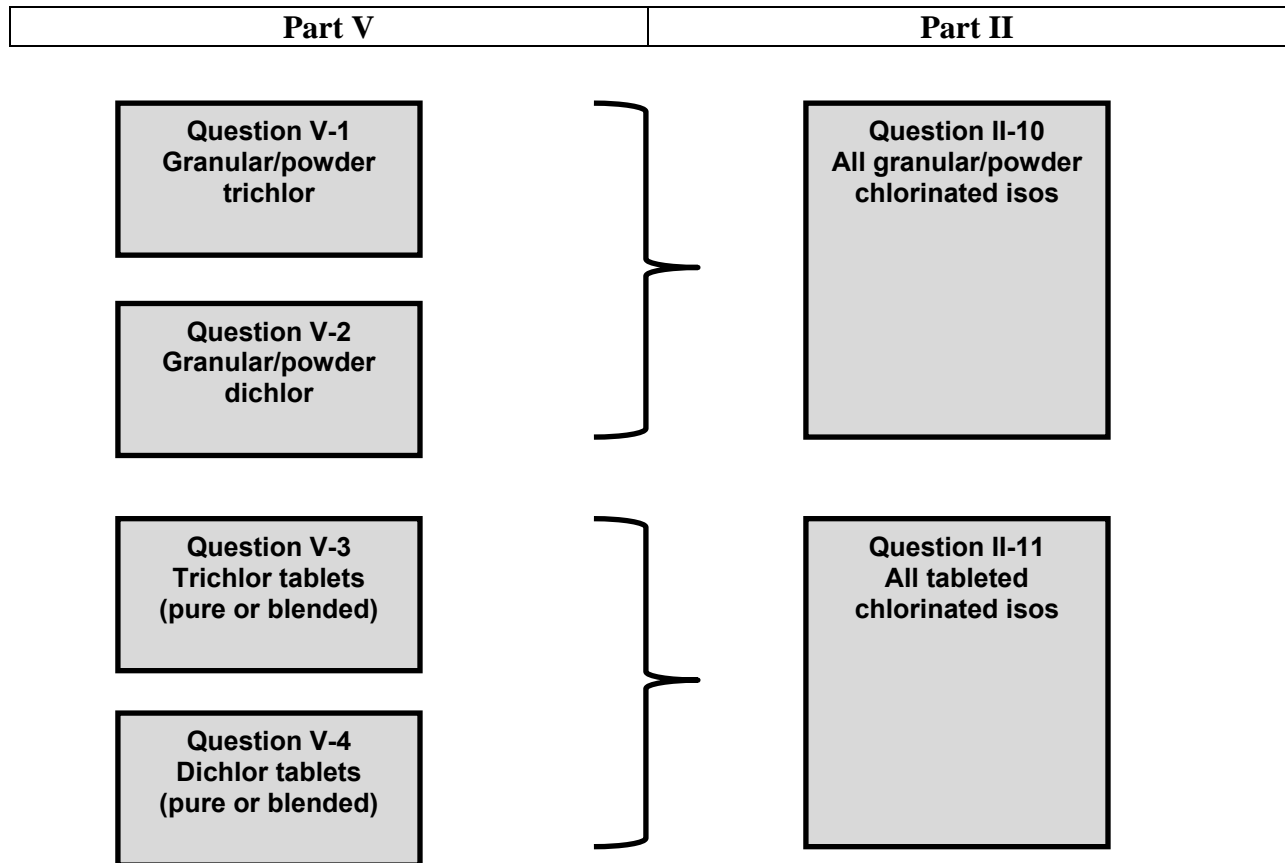 Part V
Part II
Question V-1
Granular/powder
trichlor
Question II-10
All granular/powder
chlorinated isos
Question V-2
Granular/powder
dichlor
Question V-3
Trichlor tablets
(pure or blended)
Question II-11
All tableted
chlorinated isos
Question V-4
Dichlor tablets
(pure or blended)